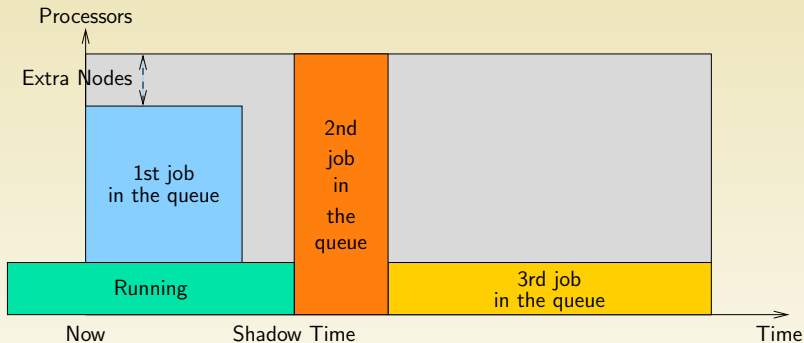 Processors
Extra Nodes
1st job
in the queue
2nd
job
in
the
queue
Running
3rd job
in the queue
Now
Shadow Time
Time